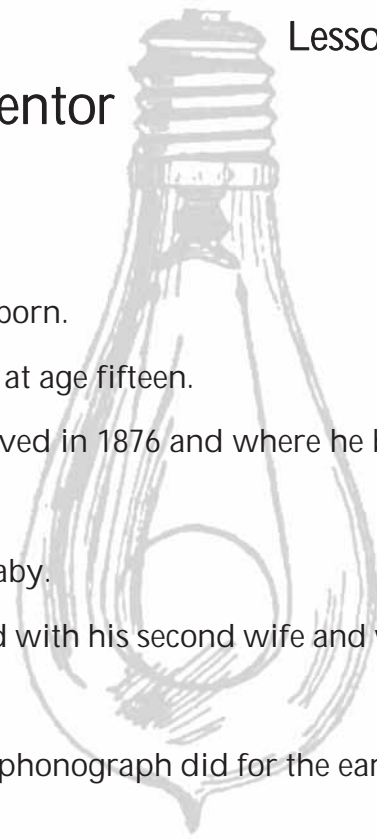 Lesso
entor
born.
at age fifteen.
ved in 1876 and where he b
aby.
d with his second wife and
phonograph did for the ear